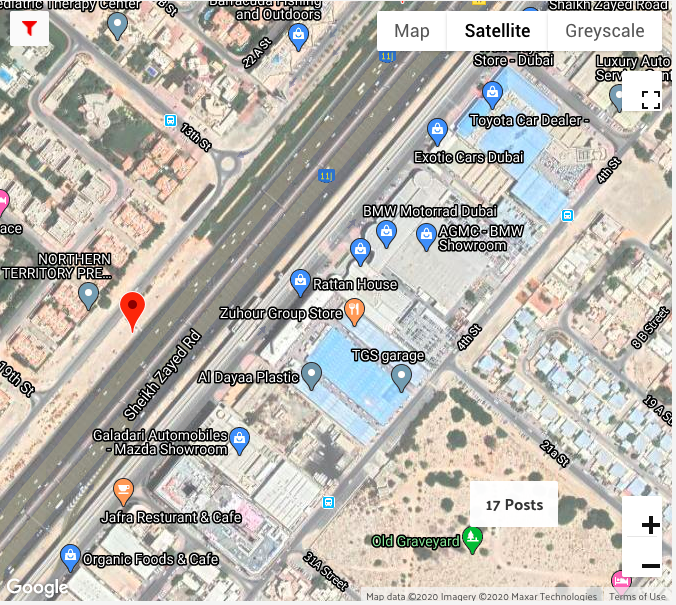 ediatric Therapy Center
B St
Barracuda Fishing
and Outdoors
22A St
Shaikh Zayed Road
Map
Satellite
Greyscale
Store - Dubai
Luxury Auto
Service Cent
11J
13th St
Toyota Car Dealer -
Exotic Cars Dubai
4th St
11J
ace
BMW Motorrad Dubai
AGMC - BMW
Showroom
NORTHERN
TERRITORY PRE...
Rattan House
Zuhour Group Store
8 B Street
4th St
Sheikh Zayed Rd
TGS garage
19th St
Al Dayaa Plastic
19 A S
Galadari Automobiles
- Mazda Showroom
21a St
17 Posts
Jafra Resturant & Cafe
Old Graveyard
Organic Foods & Cafe
31A Street
Google
Map data ©2020 Imagery ©2020 Maxar Technologies
Terms of Use